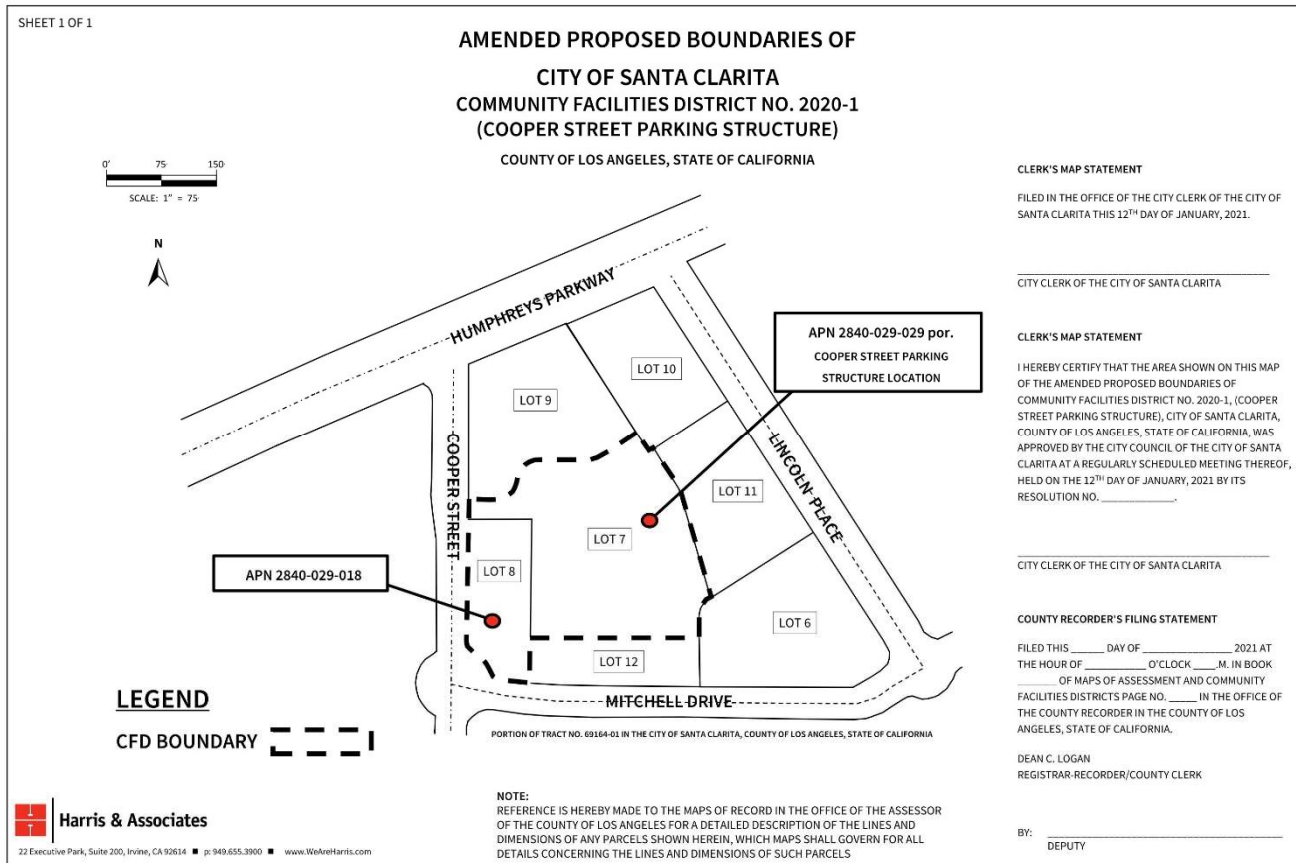 SHEET 1 OF 1
AMENDED PROPOSED BOUNDARIES OF
CITY OF SANTA CLARITA
COMMUNITY FACILITIES DISTRICT NO. 2020-1
(COOPER STREET PARKING STRUCTURE)
COUNTY OF LOS ANGELES, STATE OF CALIFORNIA
0' 75' 150'
SCALE: 1" = 75'
N
HUMPHREYS PARKWAY
COOPER STREET
LINCOLN PLACE
MITCHELL DRIVE
LOT 10
LOT 9
LOT 11
LOT 7
LOT 8
LOT 6
LOT 12
APN 2840-029-029 por.
COOPER STREET PARKING
STRUCTURE LOCATION
APN 2840-029-018
LEGEND
CFD BOUNDARY
PORTION OF TRACT NO. 69164-01 IN THE CITY OF SANTA CLARITA, COUNTY OF LOS ANGELES, STATE OF CALIFORNIA
NOTE:
REFERENCE IS HEREBY MADE TO THE MAPS OF RECORD IN THE OFFICE OF THE ASSESSOR
OF THE COUNTY OF LOS ANGELES FOR A DETAILED DESCRIPTION OF THE LINES AND
DIMENSIONS OF ANY PARCELS SHOWN HEREIN, WHICH MAPS SHALL GOVERN FOR ALL
DETAILS CONCERNING THE LINES AND DIMENSIONS OF SUCH PARCELS
Harris & Associates
22 Executive Park, Suite 200, Irvine, CA 92614 ■ p: 949.655.3900 ■ www.WeAreHarris.com
CLERK'S MAP STATEMENT
FILED IN THE OFFICE OF THE CITY CLERK OF THE CITY OF
SANTA CLARITA THIS 12TH DAY OF JANUARY, 2021.
CITY CLERK OF THE CITY OF SANTA CLARITA
CLERK'S MAP STATEMENT
I HEREBY CERTIFY THAT THE AREA SHOWN ON THIS MAP
OF THE AMENDED PROPOSED BOUNDARIES OF
COMMUNITY FACILITIES DISTRICT NO. 2020-1, (COOPER
STREET PARKING STRUCTURE), CITY OF SANTA CLARITA,
COUNTY OF LOS ANGELES, STATE OF CALIFORNIA, WAS
APPROVED BY THE CITY COUNCIL OF THE CITY OF SANTA
CLARITA AT A REGULARLY SCHEDULED MEETING THEREOF,
HELD ON THE 12TH DAY OF JANUARY, 2021 BY ITS
RESOLUTION NO. ____________.
CITY CLERK OF THE CITY OF SANTA CLARITA
COUNTY RECORDER'S FILING STATEMENT
FILED THIS ______ DAY OF ________________ 2021 AT
THE HOUR OF ___________ O'CLOCK ____.M. IN BOOK
_______ OF MAPS OF ASSESSMENT AND COMMUNITY
FACILITIES DISTRICTS PAGE NO. _____ IN THE OFFICE OF
THE COUNTY RECORDER IN THE COUNTY OF LOS
ANGELES, STATE OF CALIFORNIA.
DEAN C. LOGAN
REGISTRAR-RECORDER/COUNTY CLERK
BY: ____________________
DEPUTY